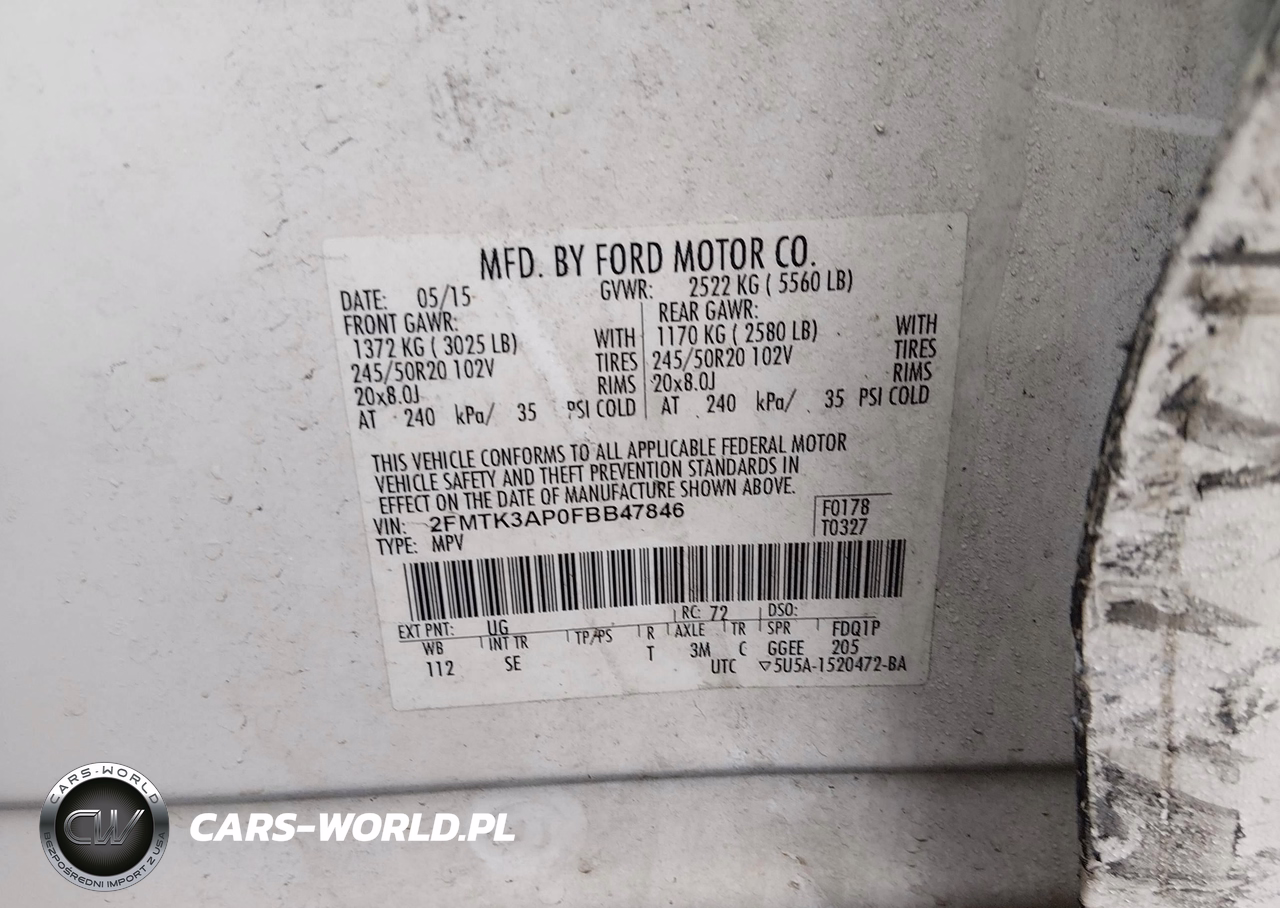 MFD. BY FORD MOTOR CO.
DATE: 05/15 GVWR: 2522 KG ( 5560 LB)
FRONT GAWR: REAR GAWR:
1372 KG ( 3025 LB) WITH 1170 KG ( 2580 LB) WITH
245/50R20 102V TIRES 245/50R20 102V TIRES
20x8.0J RIMS 20x8.0J RIMS
AT 240 kPa/ 35 PSI COLD AT 240 kPa/ 35 PSI COLD
THIS VEHICLE CONFORMS TO ALL APPLICABLE FEDERAL MOTOR
VEHICLE SAFETY AND THEFT PREVENTION STANDARDS IN
EFFECT ON THE DATE OF MANUFACTURE SHOWN ABOVE.
VIN: 2FMTK3AP0FBB47846 F0178
TYPE: MPV T0327
RC: 72 DSO:
EXT PNT: UG FDQ1P
WB INT TR TP/PS R AXLE TR SPR 205
112 SE T 3M C GGEE
UTC ▽5U5A-1520472-BA
CARS-WORLD
CW
BEZPOŚREDNI IMPORT Z USA
CARS-WORLD.PL